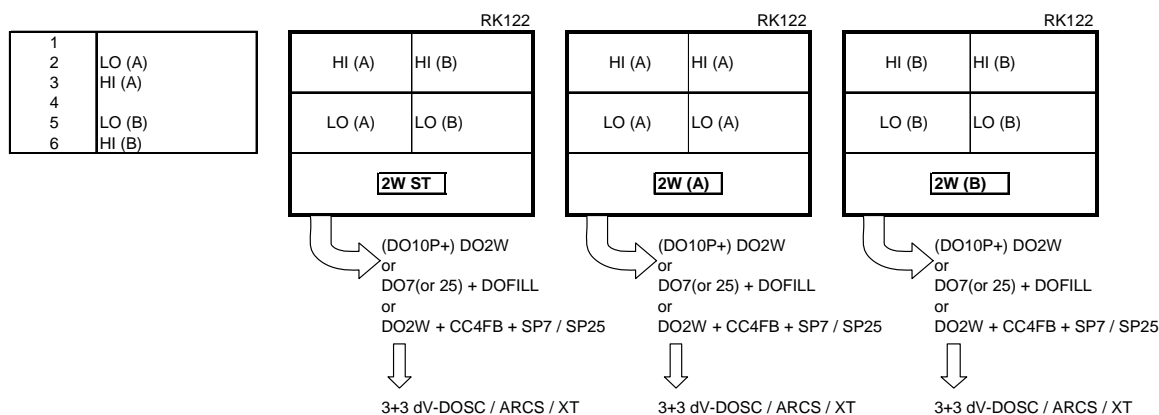 RK122 RK122 RK122
1
2 LO (A)
3 HI (A)
4
5 LO (B)
6 HI (B)
HI (A) HI (B) HI (A) HI (A) HI (B) HI (B)
LO (A) LO (B) LO (A) LO (A) LO (B) LO (B)
2W ST 2W (A) 2W (B)
(DO10P+) DO2W (DO10P+) DO2W (DO10P+) DO2W
or or or
DO7(or 25) + DOFILL DO7(or 25) + DOFILL DO7(or 25) + DOFILL
or or or
DO2W + CC4FB + SP7 / SP25 DO2W + CC4FB + SP7 / SP25 DO2W + CC4FB + SP7 / SP25
3+3 dV-DOSC / ARCS / XT 3+3 dV-DOSC / ARCS / XT 3+3 dV-DOSC / ARCS / XT